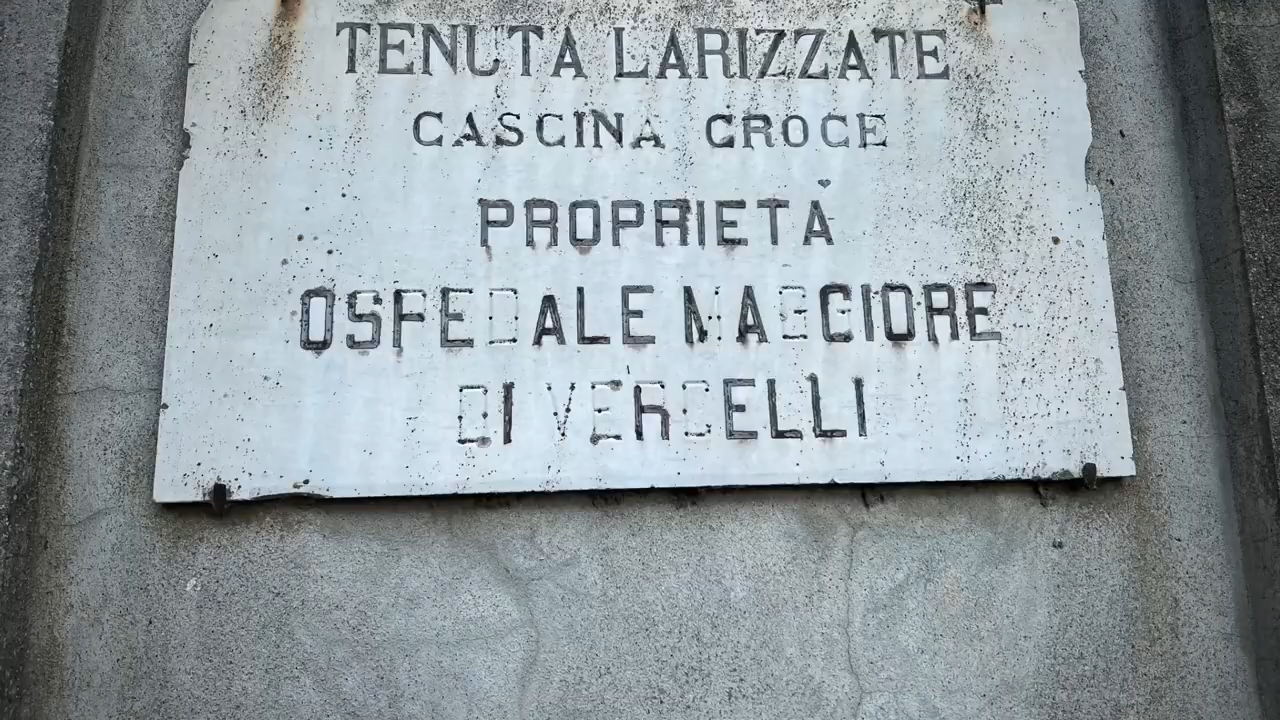 TENUTA LARIZZATE
CASCINA CROCE
PROPRIETÀ
OSPEDALE MAGGIORE
DI VERCELLI